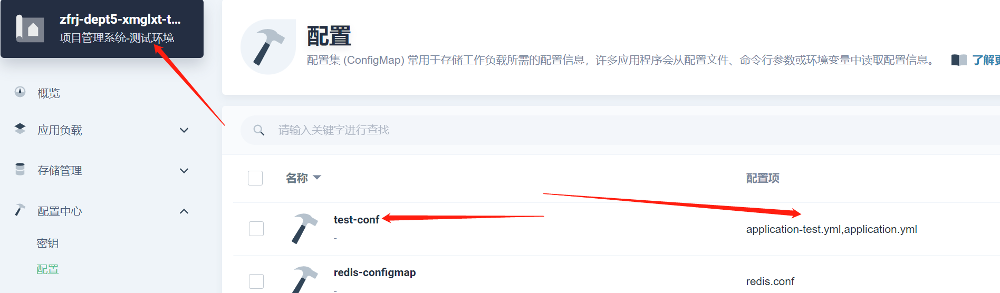 zfrj-dept5-xmglxt-t...
项目管理系统-测试环境
概览
应用负载
存储管理
配置中心
密钥
配置
配置
配置集 (ConfigMap) 常用于存储工作负载所需的配置信息，许多应用程序会从配置文件、命令行参数或环境变量中读取配置信息。
了解
请输入关键字进行查找
名称
配置项
test-conf
-
application-test.yml,application.yml
redis-configmap
-
redis.conf